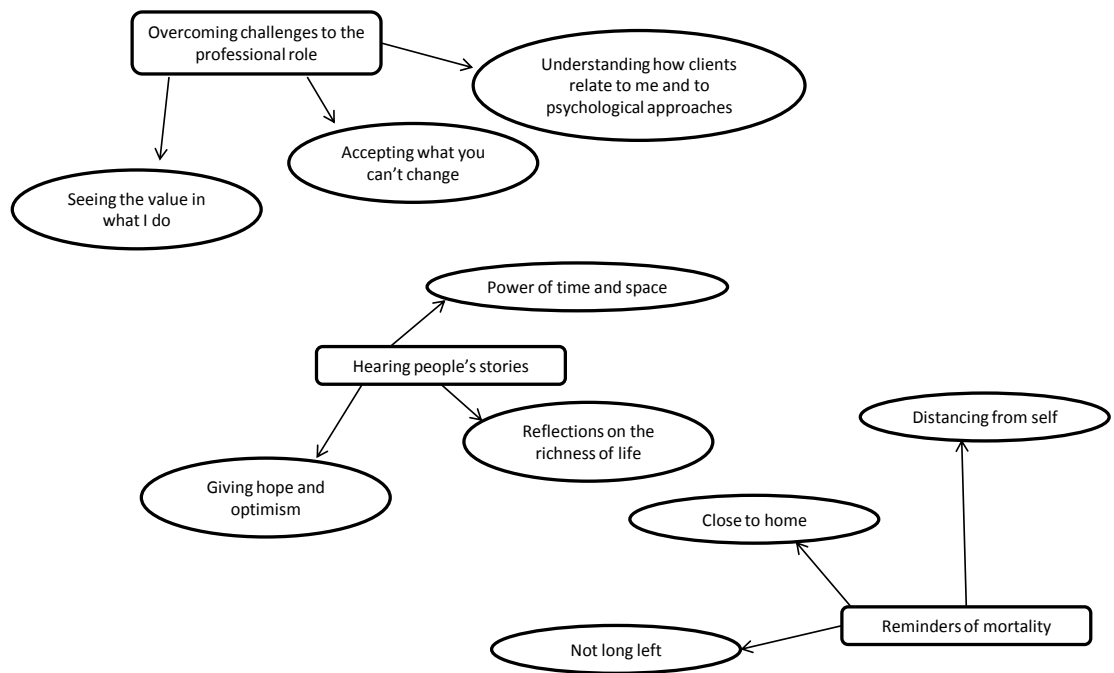 Overcoming challenges to the
professional role
Understanding how clients
relate to me and to
psychological approaches
Accepting what you
can't change
Seeing the value in
what I do
Power of time and space
Hearing people’s stories
Reflections on the
richness of life
Giving hope and
optimism
Distancing from self
Close to home
Reminders of mortality
Not long left